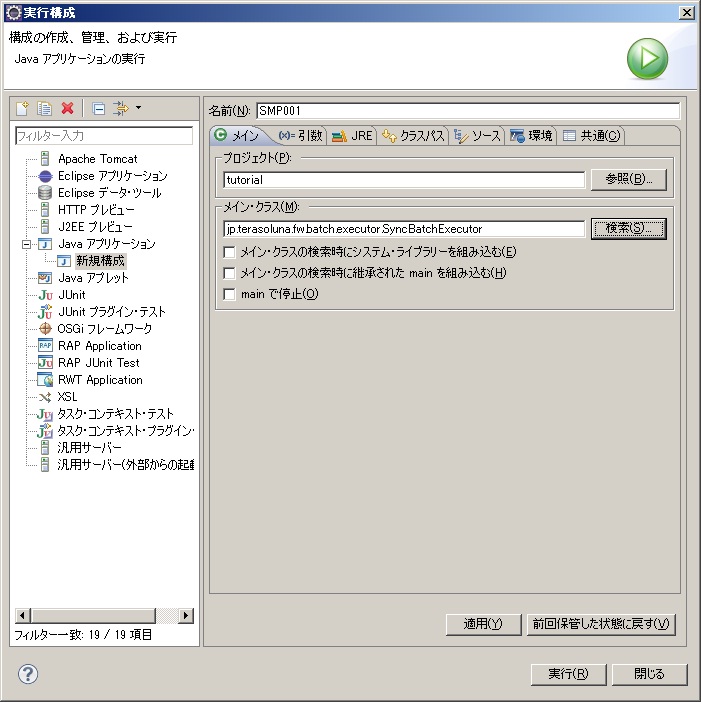 実行構成
構成の作成、管理、および実行
Java アプリケーションの実行
フィルター入力
Apache Tomcat
Eclipse アプリケーション
Eclipse データ・ツール
HTTP プレビュー
J2EE プレビュー
Java アプリケーション
新規構成
Java アプレット
JUnit
JUnit プラグイン・テスト
OSGi フレームワーク
RAP Application
RAP JUnit Test
RWT Application
XSL
タスク・コンテキスト・テスト
タスク・コンテキスト・プラグイン・
汎用サーバー
汎用サーバー(外部からの起動
フィルター一致: 19 / 19 項目
名前(N): SMP001
メイン (x)= 引数 JRE クラスパス ソース 環境 共通(C)
プロジェクト(P):
tutorial 参照(B)...
メイン・クラス(M):
jp.terasoluna.fw.batch.executor.SyncBatchExecutor 検索(S)...
メイン・クラスの検索時にシステム・ライブラリーを組み込む(E)
メイン・クラスの検索時に継承された main を組み込む(H)
main で停止(O)
適用(Y) 前回保管した状態に戻す(V)
実行(R) 閉じる